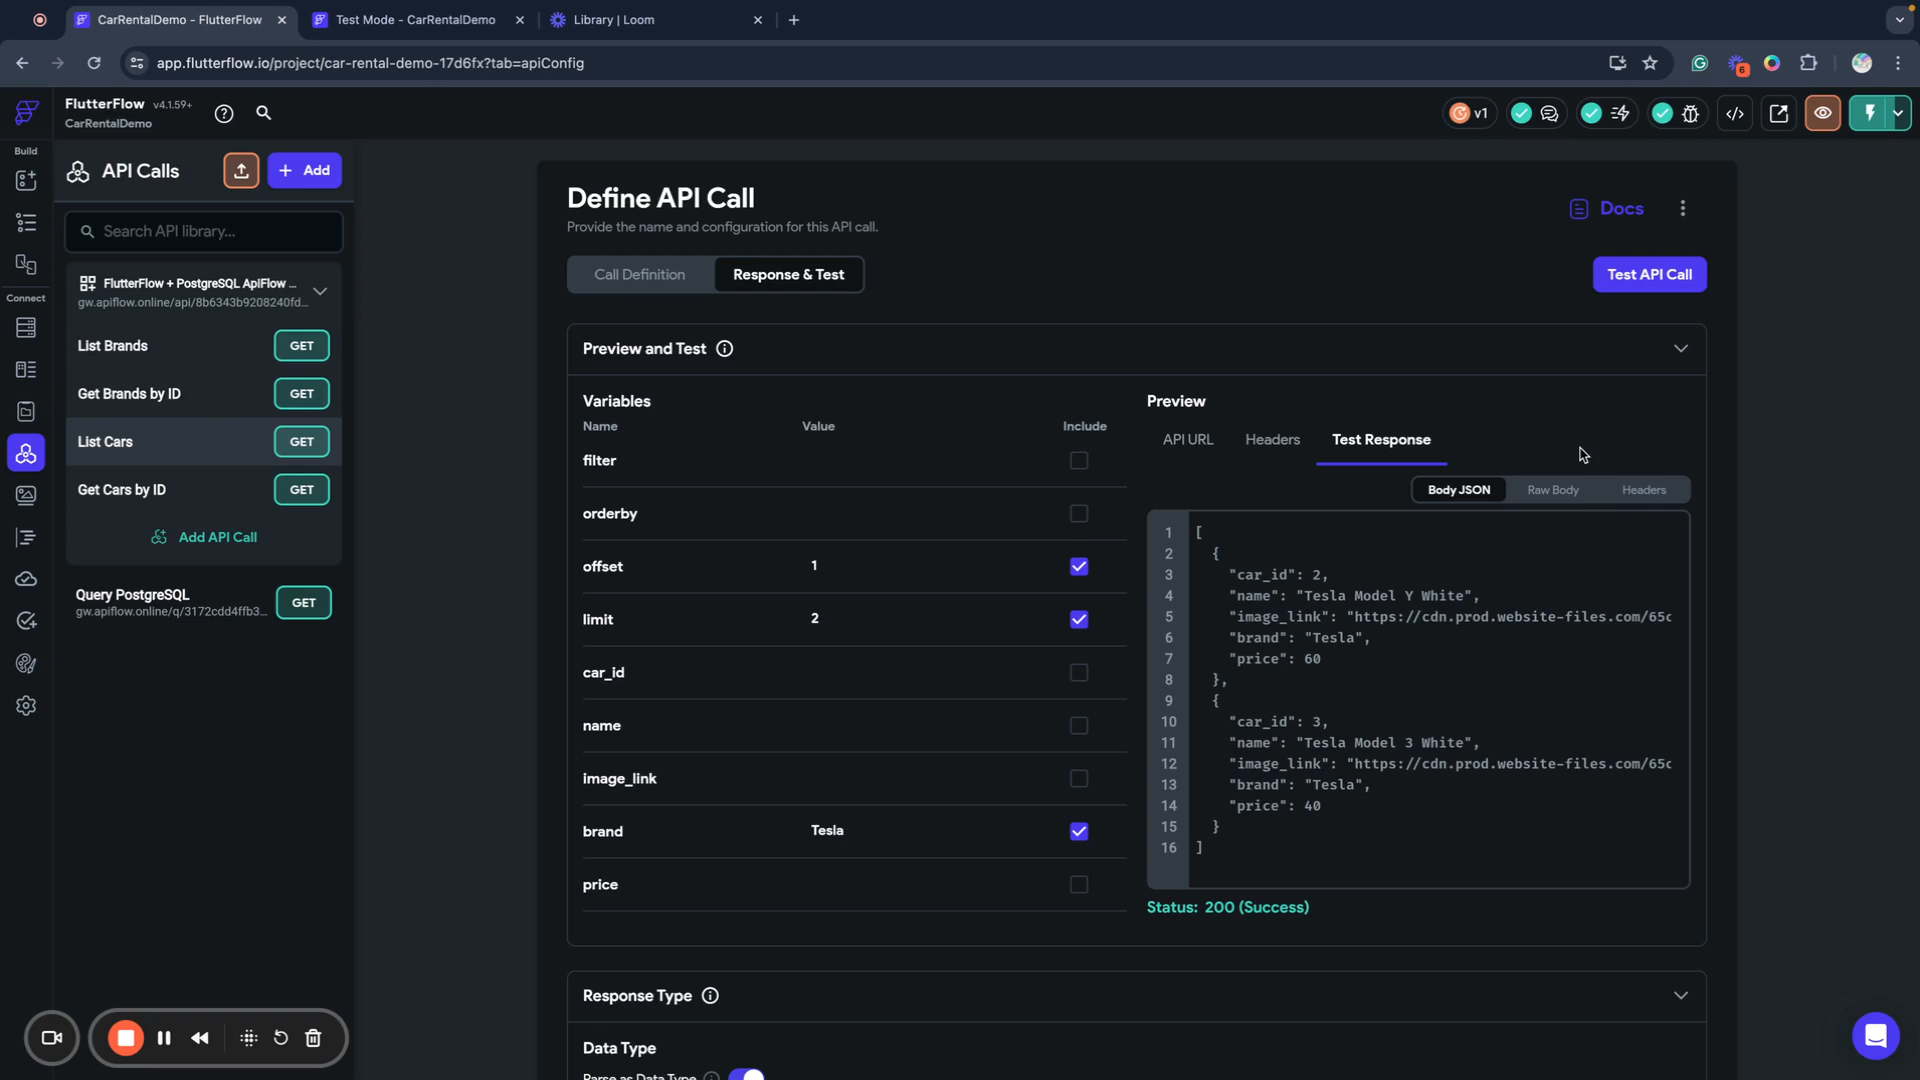 CarRentalDemo - FlutterFlow
Test Mode - CarRentalDemo
Library | Loom
app.flutterflow.io/project/car-rental-demo-17d6fx?tab=apiConfig
6
FlutterFlow v4.1.59+
CarRentalDemo
v1
Build
Connect
API Calls
Add
Search API library...
FlutterFlow + PostgreSQL ApiFlow ...
gw.apiflow.online/api/8b6343b9208240fd...
List Brands GET
Get Brands by ID GET
List Cars GET
Get Cars by ID GET
Add API Call
Query PostgreSQL GET
gw.apiflow.online/q/3172cdd4ffb3...
Define API Call
Provide the name and configuration for this API call.
Docs
Call Definition
Response & Test
Test API Call
Preview and Test
Variables
Name Value Include
filter
orderby
offset 1
limit 2
car_id
name
image_link
brand Tesla
price
Preview
API URL Headers Test Response
Body JSON Raw Body Headers
1 [
2 {
3 "car_id": 2,
4 "name": "Tesla Model Y White",
5 "image_link": "https://cdn.prod.website-files.com/65c
6 "brand": "Tesla",
7 "price": 60
8 },
9 {
10 "car_id": 3,
11 "name": "Tesla Model 3 White",
12 "image_link": "https://cdn.prod.website-files.com/65c
13 "brand": "Tesla",
14 "price": 40
15 }
16 ]
Status: 200 (Success)
Response Type
Data Type
Parse as Data Type